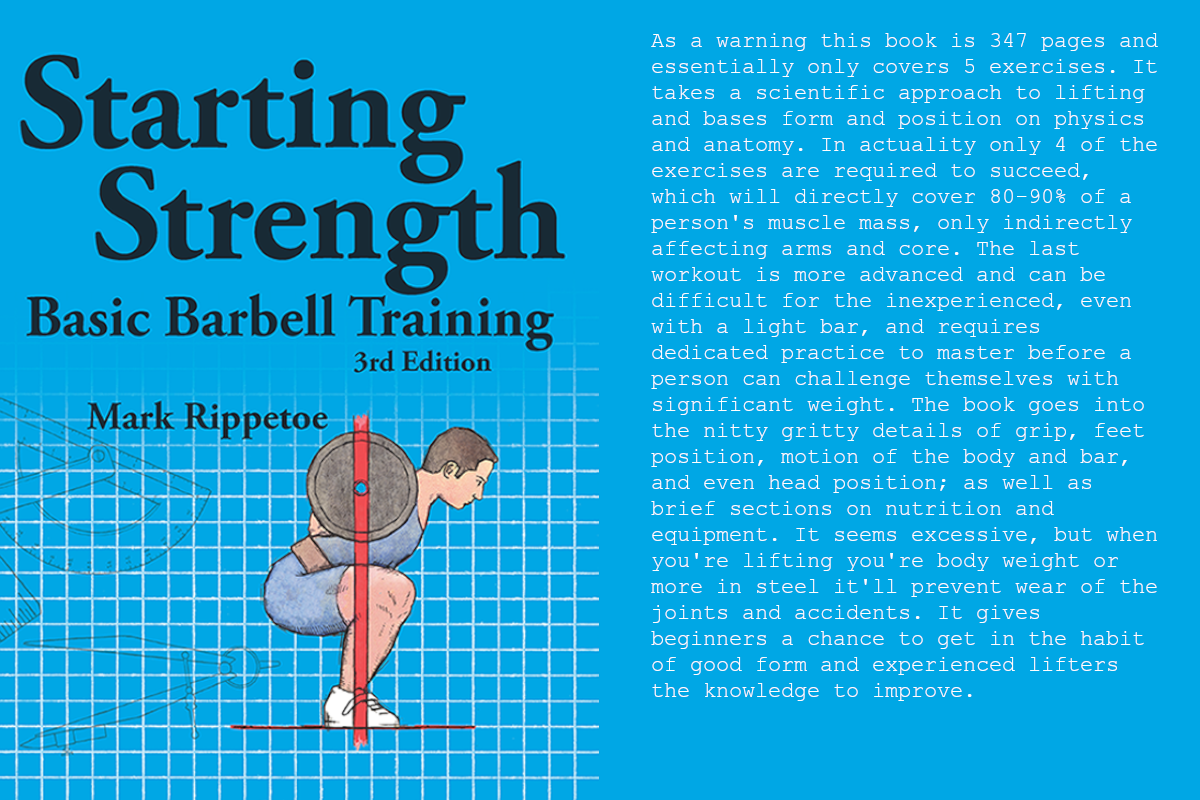 Starting
Strength
Basic Barbell Training
3rd Edition
Mark Rippetoe
As a warning this book is 347 pages and
essentially only covers 5 exercises. It
takes a scientific approach to lifting
and bases form and position on physics
and anatomy. In actuality only 4 of the
exercises are required to succeed,
which will directly cover 80-90% of a
person's muscle mass, only indirectly
affecting arms and core. The last
workout is more advanced and can be
difficult for the inexperienced, even
with a light bar, and requires
dedicated practice to master before a
person can challenge themselves with
significant weight. The book goes into
the nitty gritty details of grip, feet
position, motion of the body and bar,
and even head position; as well as
brief sections on nutrition and
equipment. It seems excessive, but when
you're lifting you're body weight or
more in steel it'll prevent wear of the
joints and accidents. It gives
beginners a chance to get in the habit
of good form and experienced lifters
the knowledge to improve.